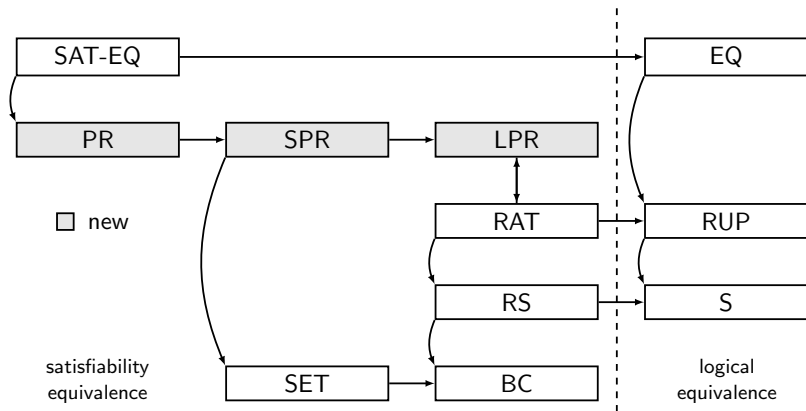 SAT-EQ
EQ
PR
SPR
LPR
new
RAT
RUP
RS
S
satisfiability
equivalence
SET
BC
logical
equivalence